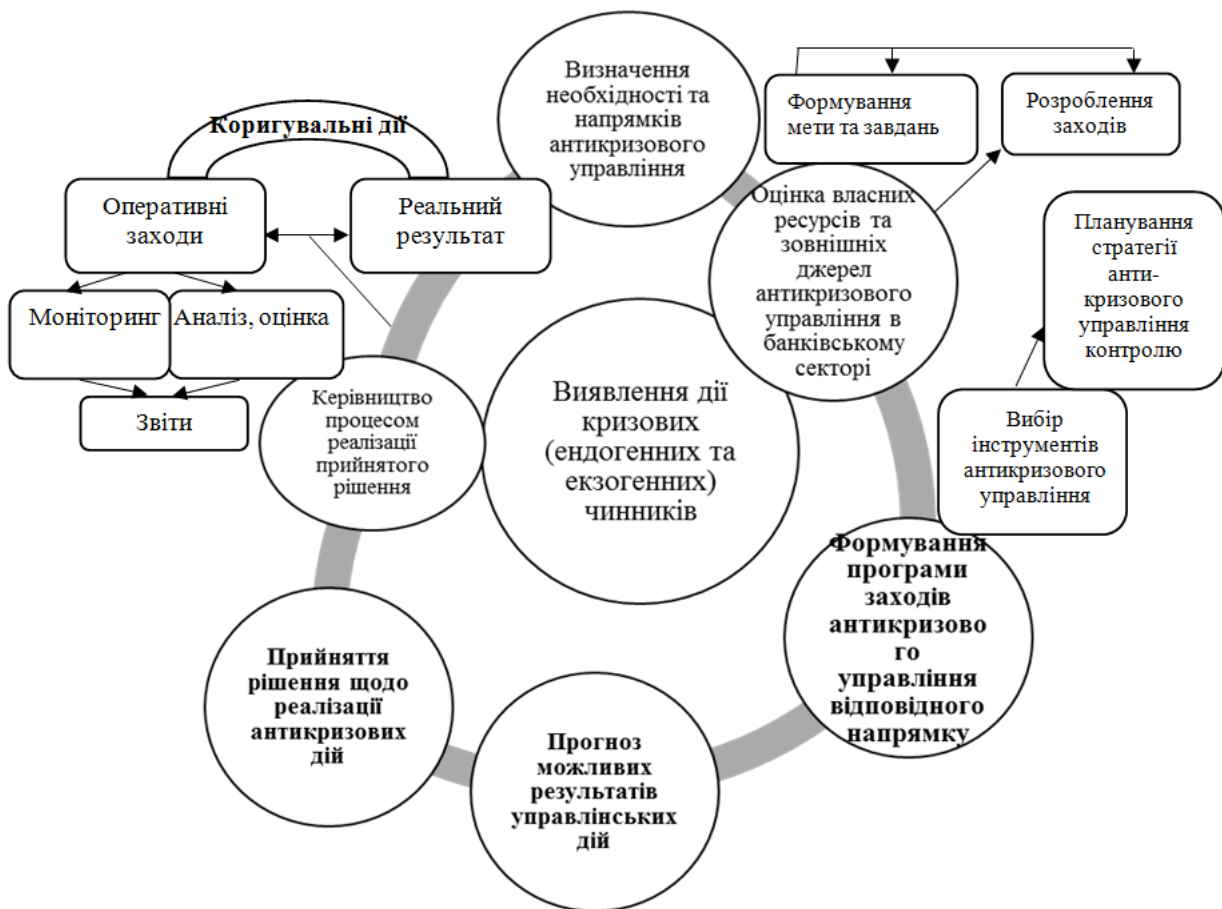 Визначення
необхідності та
напрямків
антикризового
управління
Формування
мети та завдань
Розроблення
заходів
Коригувальні дії
Оперативні
заходи
Реальний
результат
Моніторинг
Аналіз, оцінка
Звіти
Оцінка власних
ресурсів та
зовнішніх
джерел
антикризового
управління в
банківському
секторі
Планування
стратегії
анти-
кризового
управління
контролю
Вибір
інструментів
антикризового
управління
Керівництво
процесом
реалізації
прийнятого
рішення
Виявлення дії
кризових
(ендогенних та
екзогенних)
чинників
Формування
програми
заходів
антикризово
го
управління
відповідного
напрямку
Прийняття
рішення щодо
реалізації
антикризових
дій
Прогноз
можливих
результатів
управлінських
дій